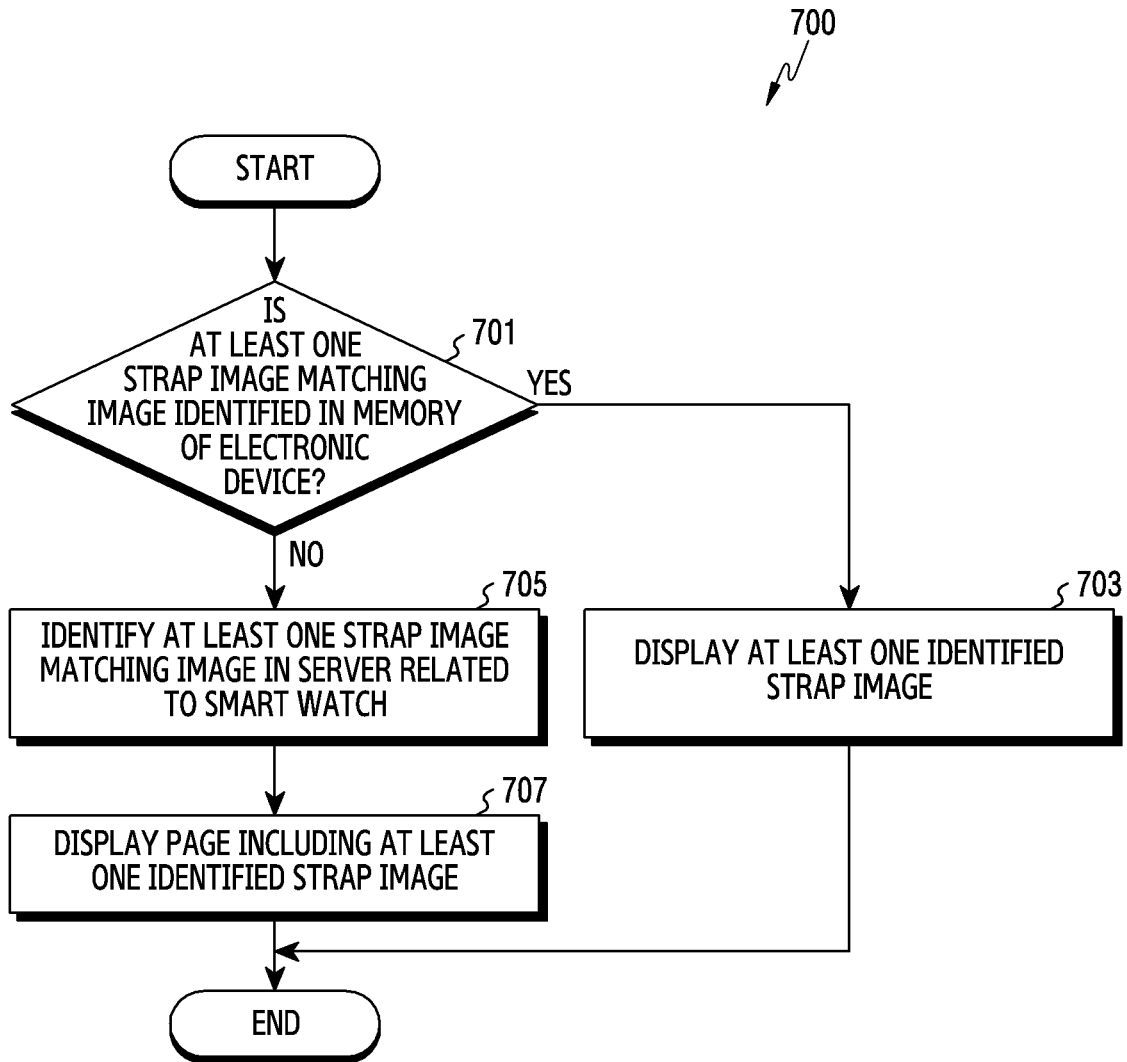 700
START
IS
AT LEAST ONE
STRAP IMAGE MATCHING
IMAGE IDENTIFIED IN MEMORY
OF ELECTRONIC
DEVICE?
701
YES
NO
705
IDENTIFY AT LEAST ONE STRAP IMAGE
MATCHING IMAGE IN SERVER RELATED
TO SMART WATCH
703
DISPLAY AT LEAST ONE IDENTIFIED
STRAP IMAGE
707
DISPLAY PAGE INCLUDING AT LEAST
ONE IDENTIFIED STRAP IMAGE
END